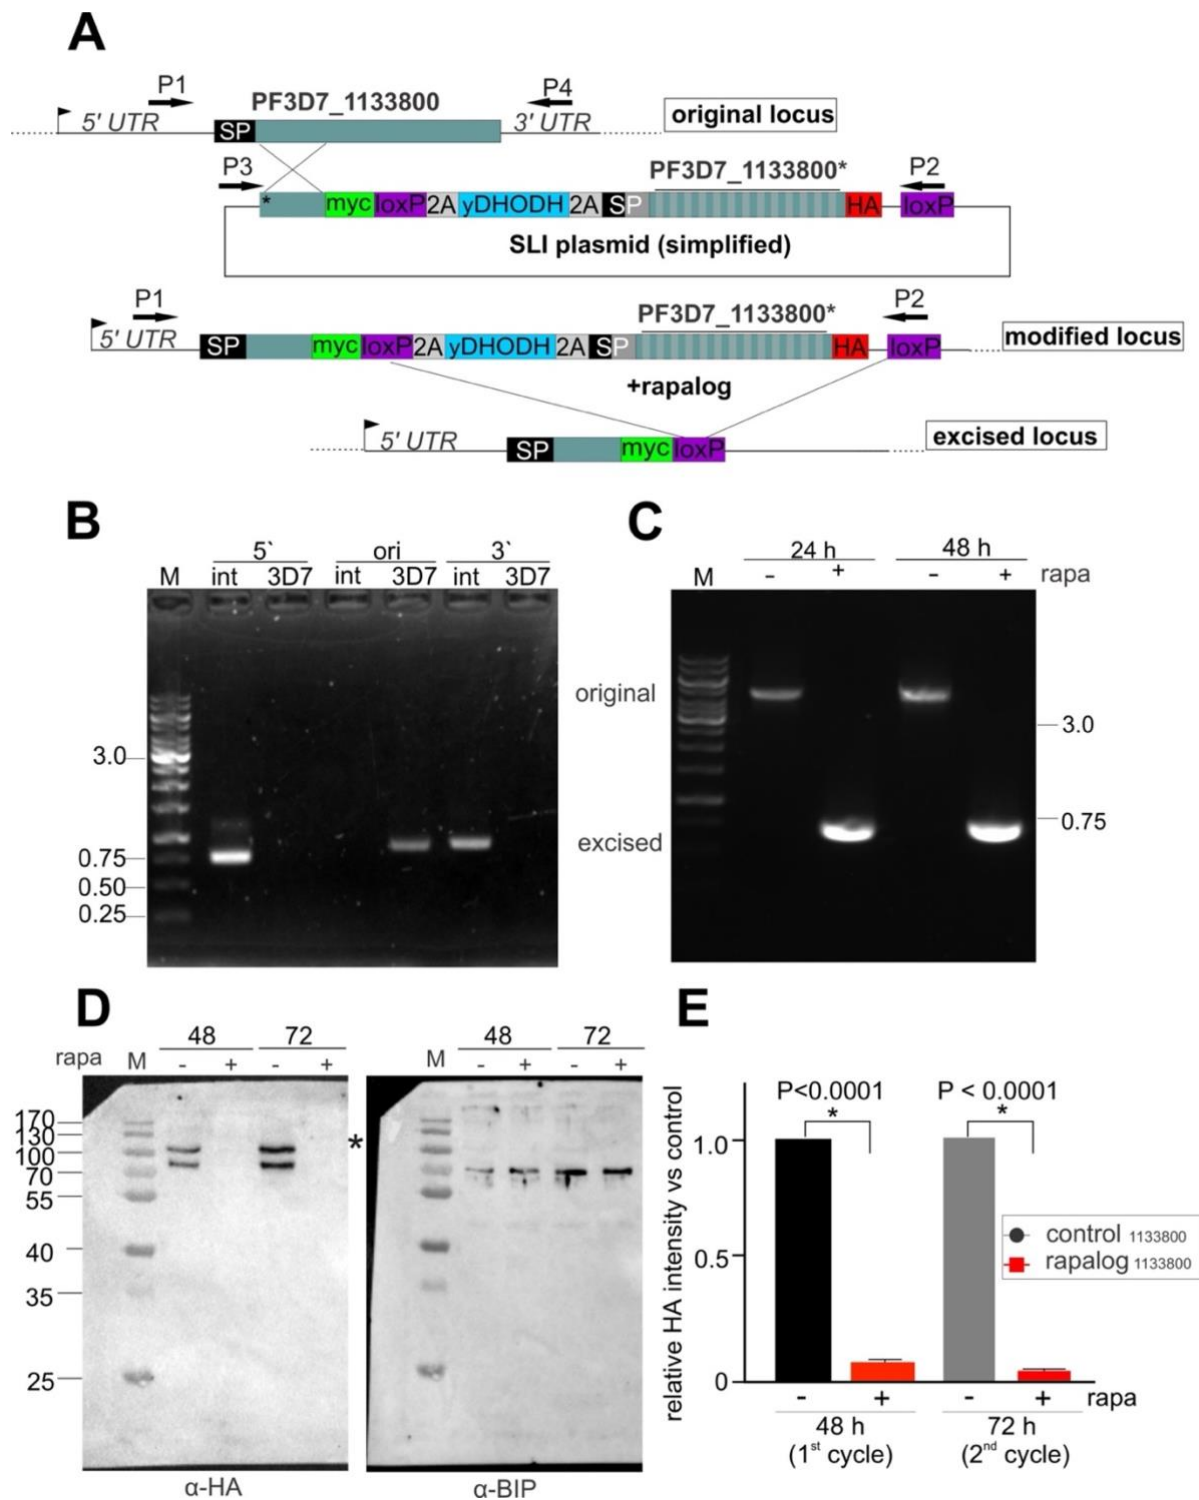 A
P1
PF3D7_1133800
P4
5' UTR
SP
3' UTR
original locus
P3
PF3D7_1133800*
P2
* myc loxP 2A yDHODH 2A SP HA loxP
SLI plasmid (simplified)
P1
PF3D7_1133800*
P2
5' UTR
SP myc loxP 2A yDHODH 2A SP HA loxP
modified locus
+rapalog
5' UTR
SP myc loxP
excised locus
B
5` ori 3`
M int 3D7 int 3D7 int 3D7
3.0
0.75
0.50
0.25
C
24 h 48 h
M - + - + rapa
original
excised
3.0
0.75
D
48 72
rapa M - + - +
170
130
100
70
55
40
35
25
*
α-HA
48 72
M - + - +
α-BIP
E
relative HA intensity vs control
P<0.0001 P < 0.0001
* *
1.0
0.5
0
control 1133800
rapalog 1133800
- + - + rapa
48 h 72 h
(1st cycle) (2nd cycle)